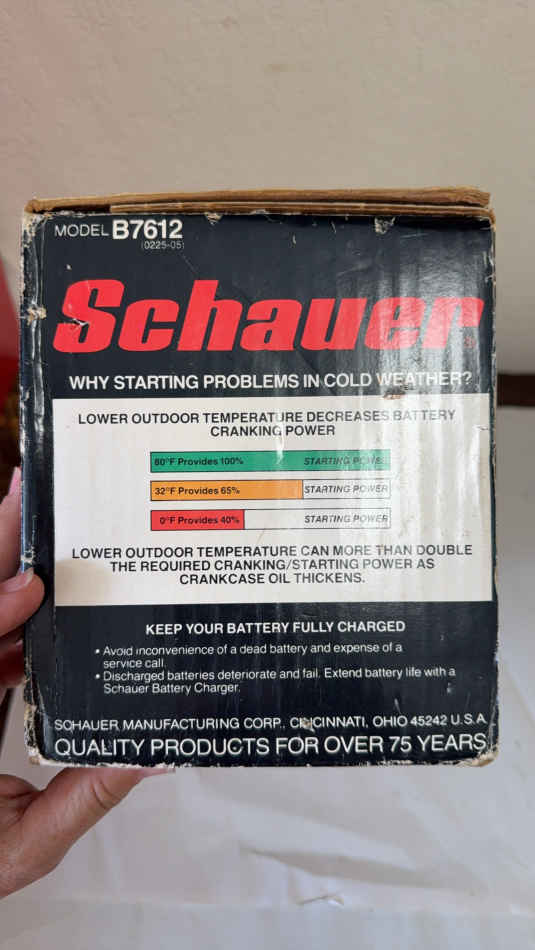 MODEL B7612
(0225-05)
Schauer
WHY STARTING PROBLEMS IN COLD WEATHER?
LOWER OUTDOOR TEMPERATURE DECREASES BATTERY
CRANKING POWER
80°F Provides 100% STARTING POWER
32°F Provides 65% STARTING POWER
0°F Provides 40% STARTING POWER
LOWER OUTDOOR TEMPERATURE CAN MORE THAN DOUBLE
THE REQUIRED CRANKING/STARTING POWER AS
CRANKCASE OIL THICKENS.
KEEP YOUR BATTERY FULLY CHARGED
• Avoid inconvenience of a dead battery and expense of a
service call.
• Discharged batteries deteriorate and fail. Extend battery life with a
Schauer Battery Charger.
SCHAUER MANUFACTURING CORP., CINCINNATI, OHIO 45242 U.S.A.
QUALITY PRODUCTS FOR OVER 75 YEARS